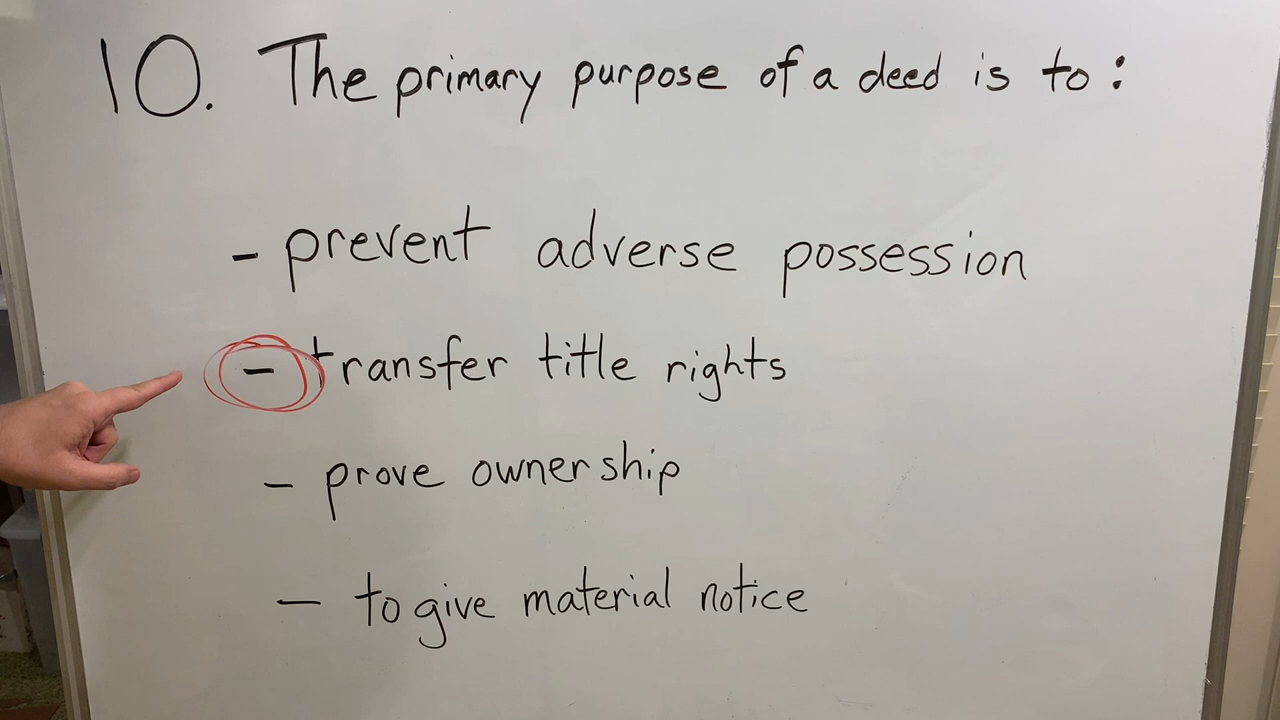 10. The primary purpose of a deed is to:
- prevent adverse possession
- transfer title rights
- prove ownership
- to give material notice